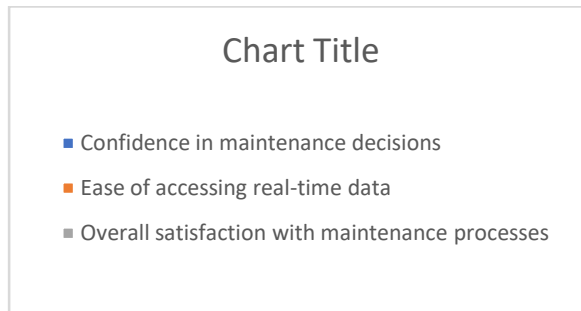 Chart Title
Confidence in maintenance decisions
Ease of accessing real-time data
Overall satisfaction with maintenance processes